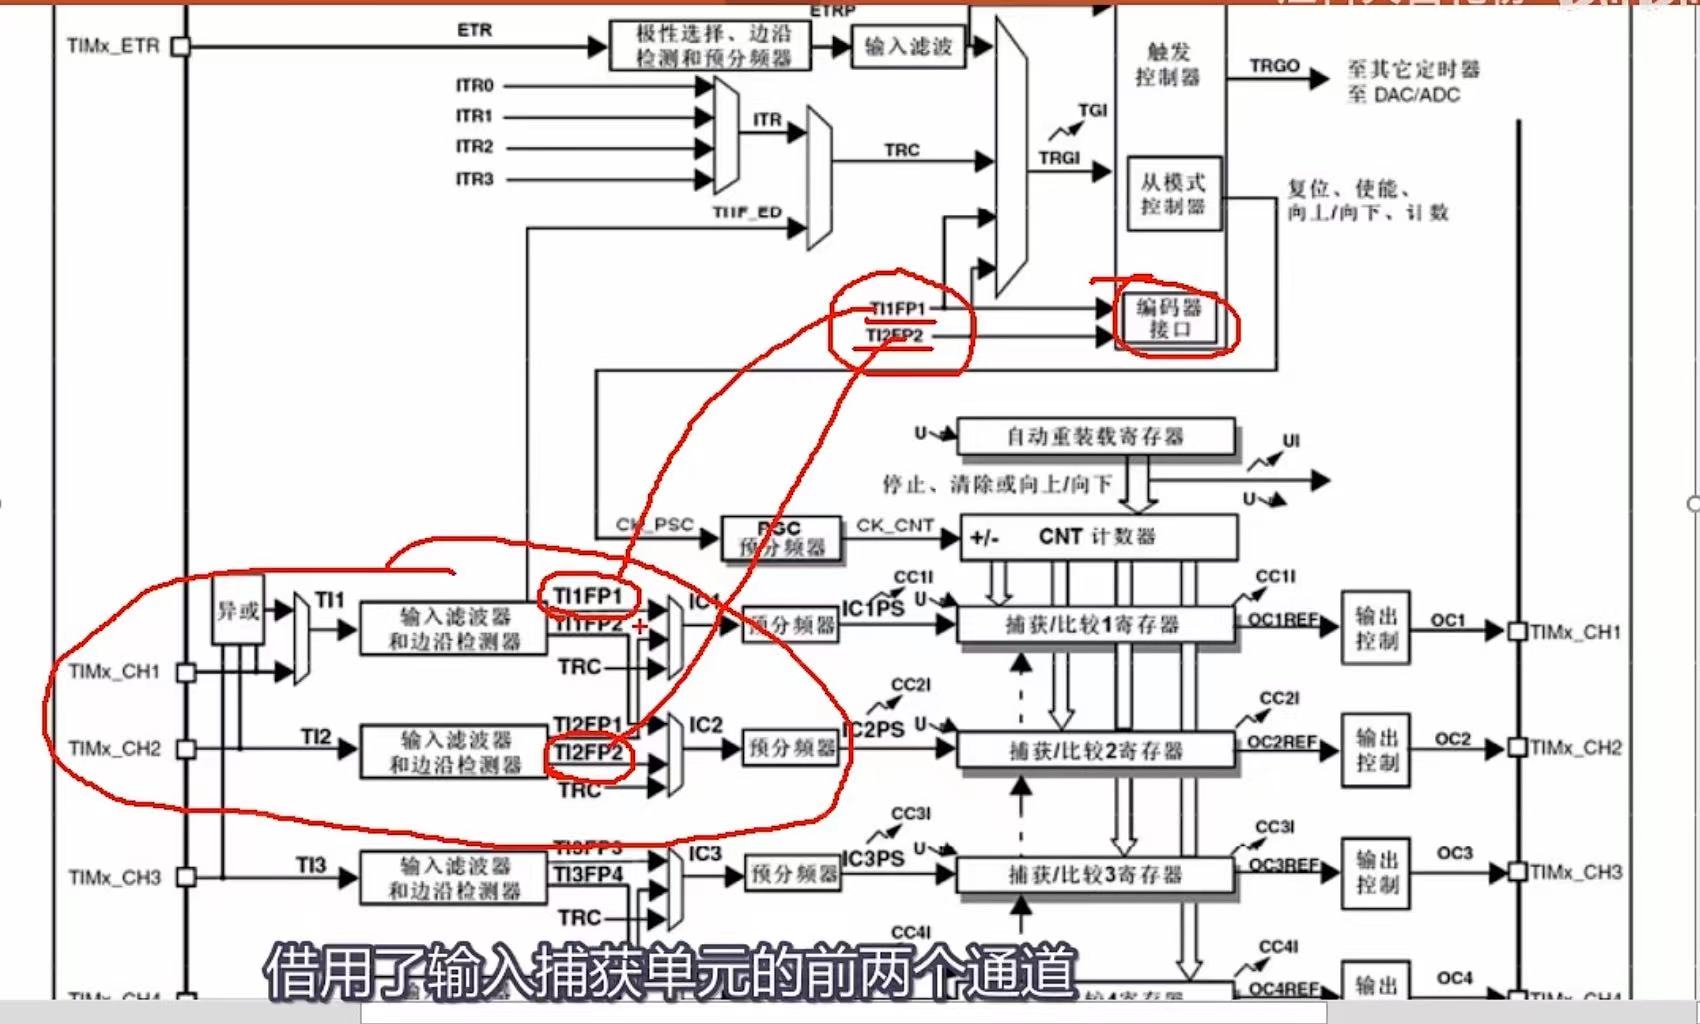 ETRP
TIMx_ETR
ETR
极性选择、边沿
检测和预分频器
输入滤波
触发
控制器
TRGO
至其它定时器
至 DAC/ADC
ITR0
ITR1
ITR2
ITR3
ITR
TRC
TI1F_ED
TGI
TRGI
从模式
控制器
复位、使能、
向上/向下、计数
TI1FP1
TI2FP2
编码器
接口
U
自动重装载寄存器
UI
停止、清除或向上/向下
U
CK_PSC
PSC
预分频器
CK_CNT
+/-
CNT 计数器
异或
TI1
输入滤波器
和边沿检测器
TI1FP1
TI1FP2
TRC
IC1
预分频器
CC1I
IC1PS
U
捕获/比较1寄存器
CC1I
OC1REF
输出
控制
OC1
TIMx_CH1
TIMx_CH1
TIMx_CH2
TI2
输入滤波器
和边沿检测器
TI2FP1
TI2FP2
TRC
IC2
预分频器
CC2I
IC2PS
U
捕获/比较2寄存器
CC2I
OC2REF
输出
控制
OC2
TIMx_CH2
TIMx_CH3
TI3
输入滤波器
和边沿检测器
TI3FP3
TI3FP4
TRC
IC3
预分频器
CC3I
IC3PS
U
捕获/比较3寄存器
CC3I
OC3REF
输出
控制
OC3
TIMx_CH3
CC4I
CC4I
OC4REF
输出
控制
OC4
TIMx_CH4
TIMx_CH4
较4寄存器
借用了输入捕获单元的前两个通道